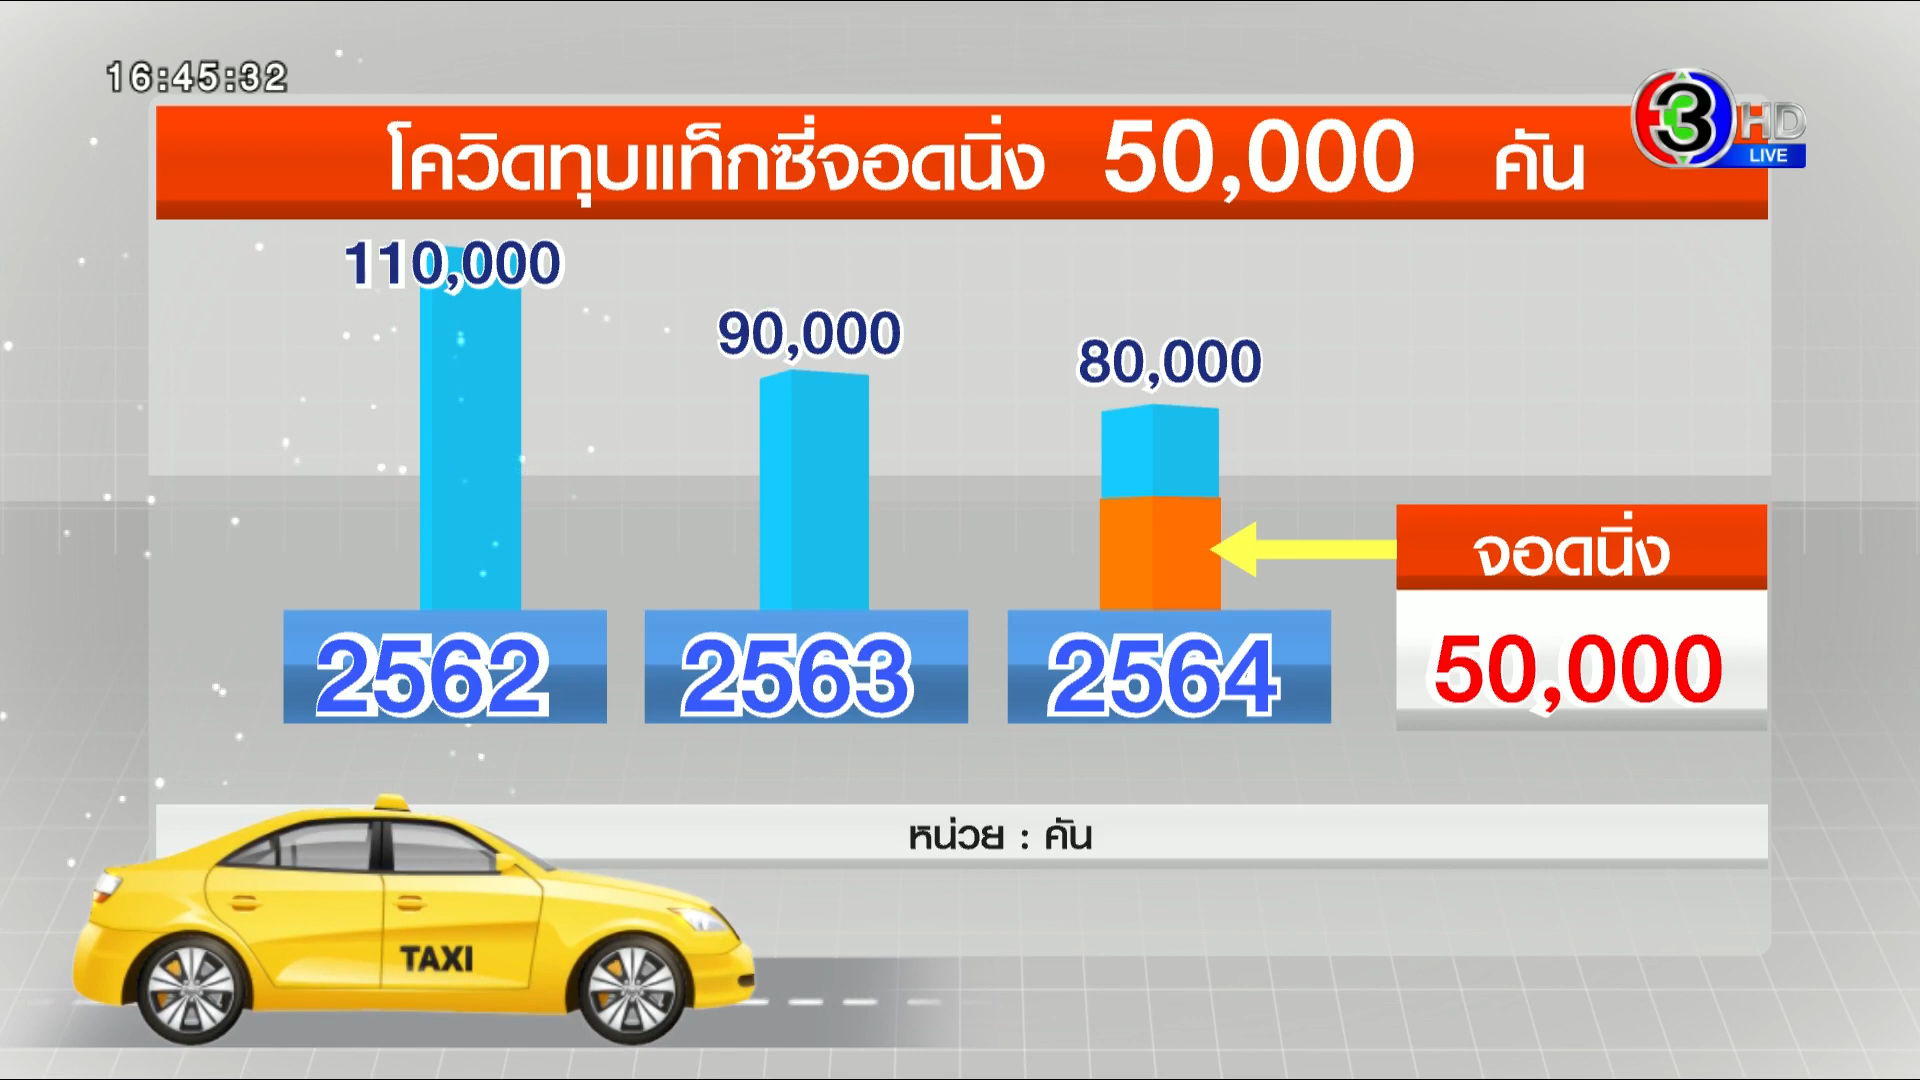 16:45:32
3 HD
LIVE
โควิดทุบแท็กซี่จอดนิ่ง 50,000 คัน
110,000
90,000
80,000
จอดนิ่ง
50,000
2562
2563
2564
หน่วย : คัน
TAXI